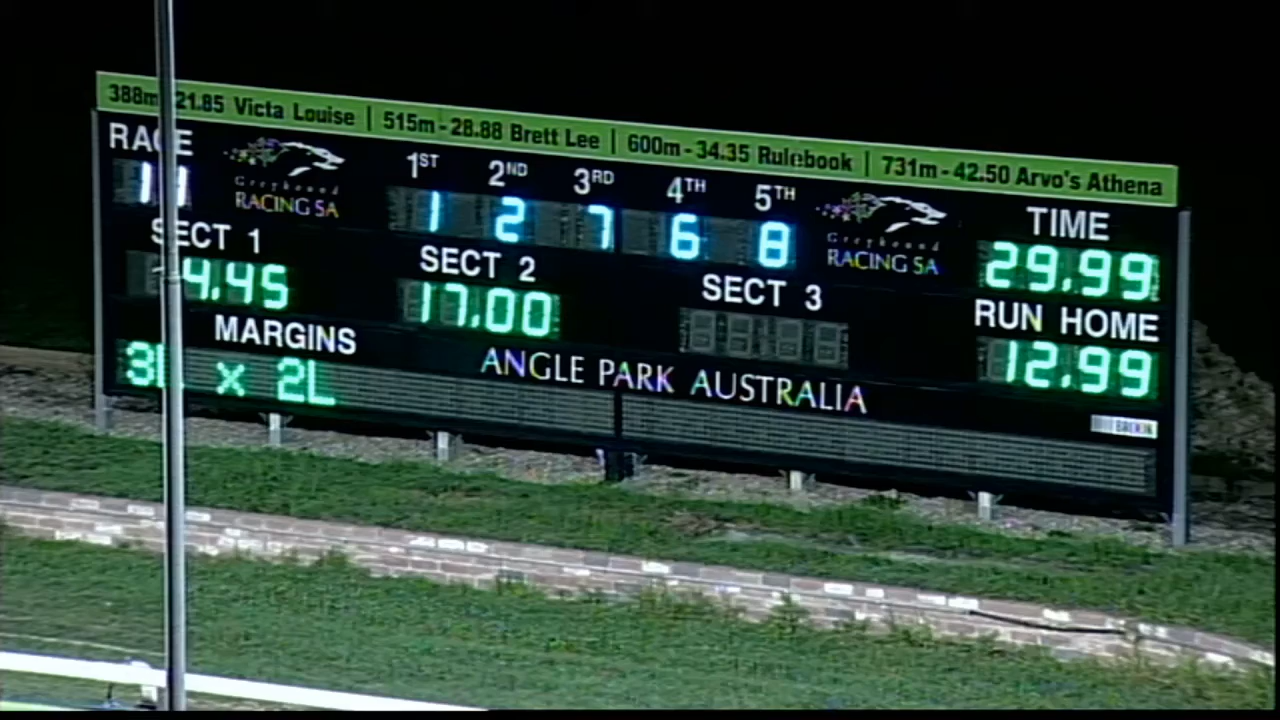 388m 21.85 Victa Louise | 515m - 28.88 Brett Lee | 600m - 34.35 Rulebook | 731m - 42.50 Arvo's Athena
RACE
11
Greyhound
RACING SA
1ST 2ND 3RD 4TH 5TH
1 2 7 6 8
Greyhound
RACING SA
TIME
29.99
SECT 1
4.45
SECT 2
17.00
SECT 3
RUN HOME
12.99
MARGINS
3L x 2L
ANGLE PARK AUSTRALIA